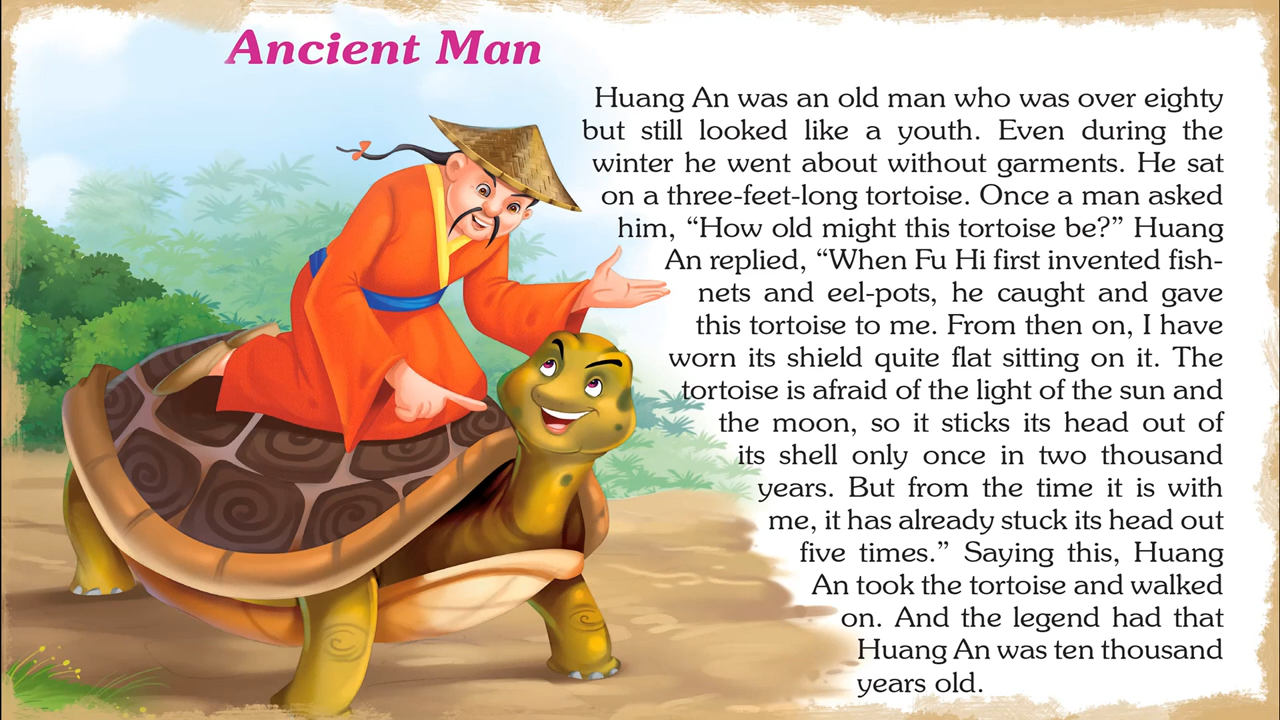 Ancient Man
Huang An was an old man who was over eighty
but still looked like a youth. Even during the
winter he went about without garments. He sat
on a three-feet-long tortoise. Once a man asked
him, “How old might this tortoise be?” Huang
An replied, “When Fu Hi first invented fish-
nets and eel-pots, he caught and gave
this tortoise to me. From then on, I have
worn its shield quite flat sitting on it. The
tortoise is afraid of the light of the sun and
the moon, so it sticks its head out of
its shell only once in two thousand
years. But from the time it is with
me, it has already stuck its head out
five times.” Saying this, Huang
An took the tortoise and walked
on. And the legend had that
Huang An was ten thousand
years old.